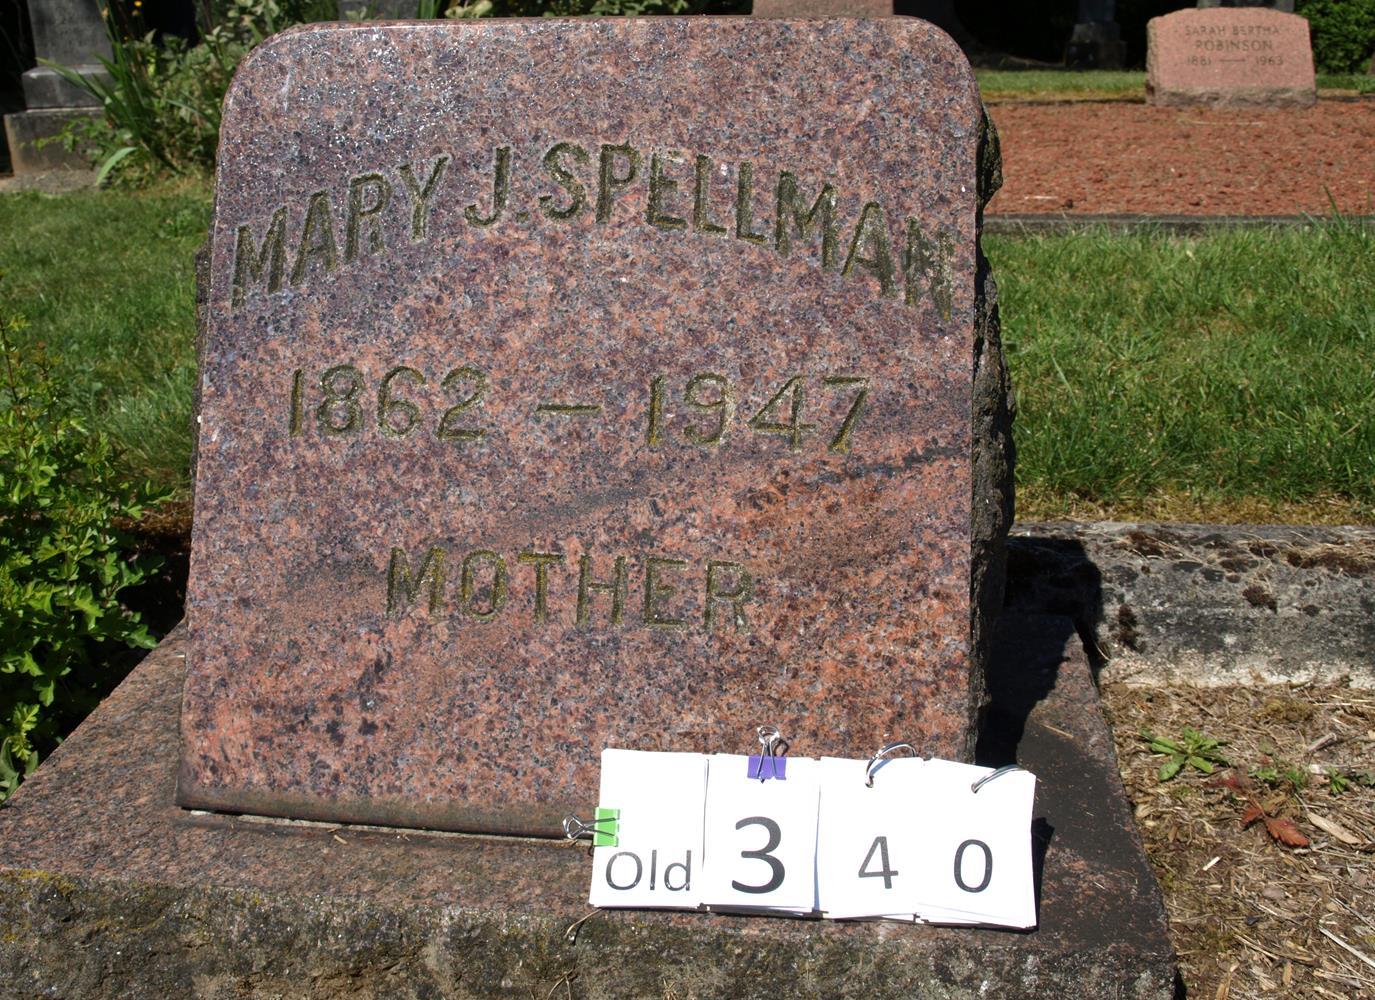 SARAH BERTHA
ROBINSON
1881 — 1963
MARY J. SPELLMAN
1862 – 1947
MOTHER
Old 3 4 0